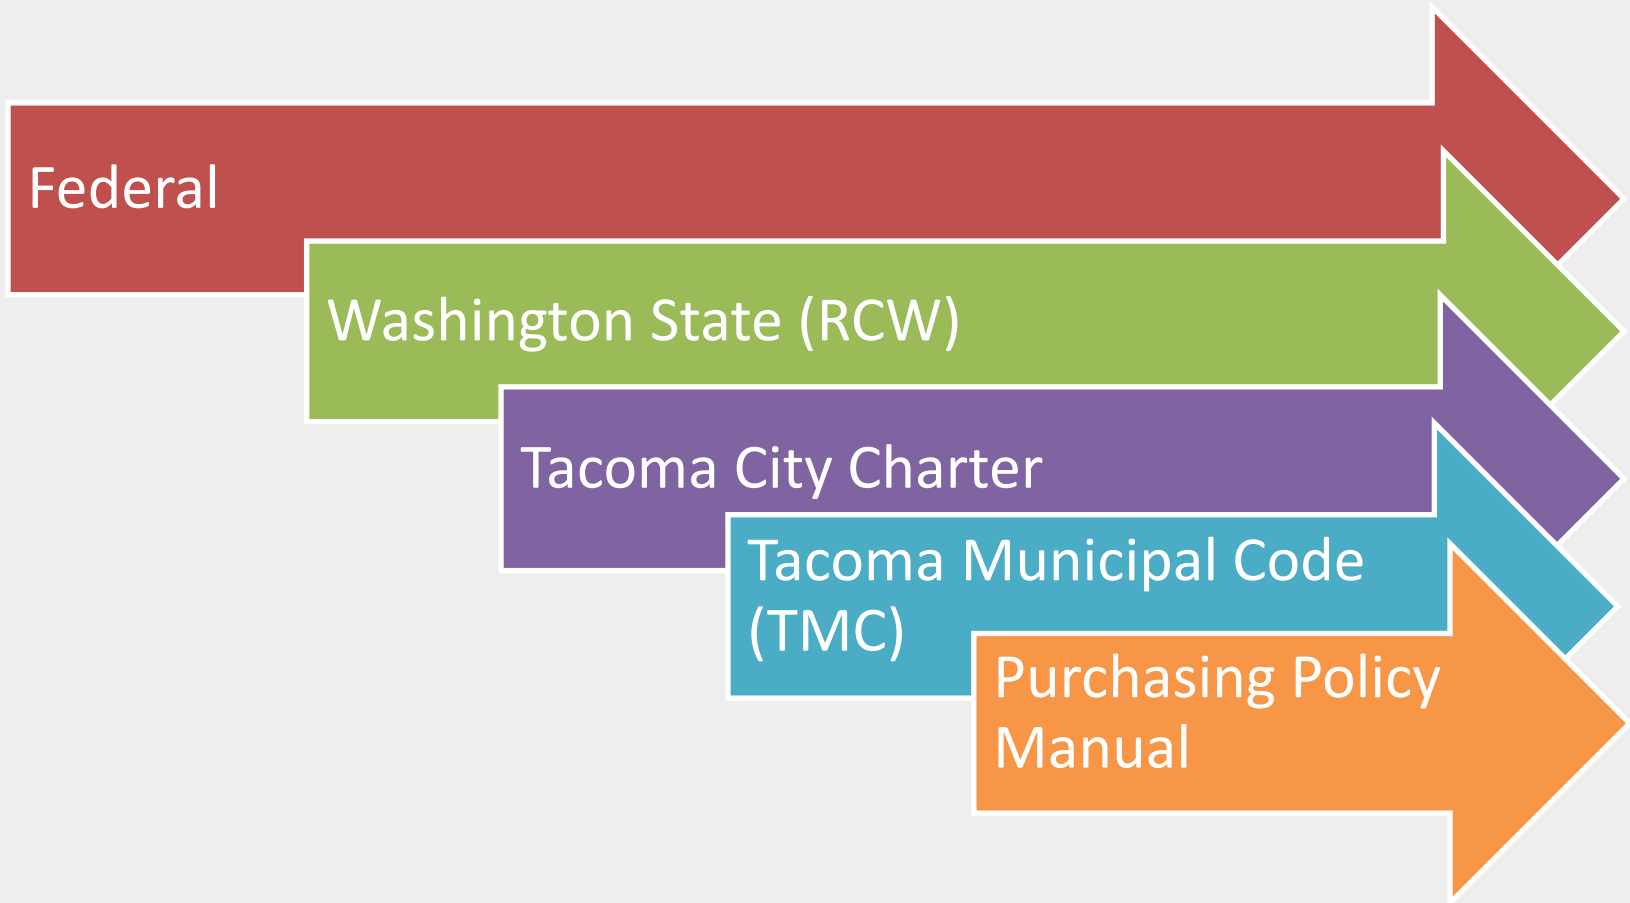 Federal
Washington State (RCW)
Tacoma City Charter
Tacoma Municipal Code
(TMC)
Purchasing Policy
Manual